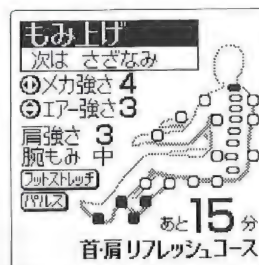 もみ上げ
次は さざなみ
メカ強さ 4
エアー強さ 3
肩強さ 3
腕もみ 中
フットストレッチ
パルス
あと15分
首・肩リフレッシュコース